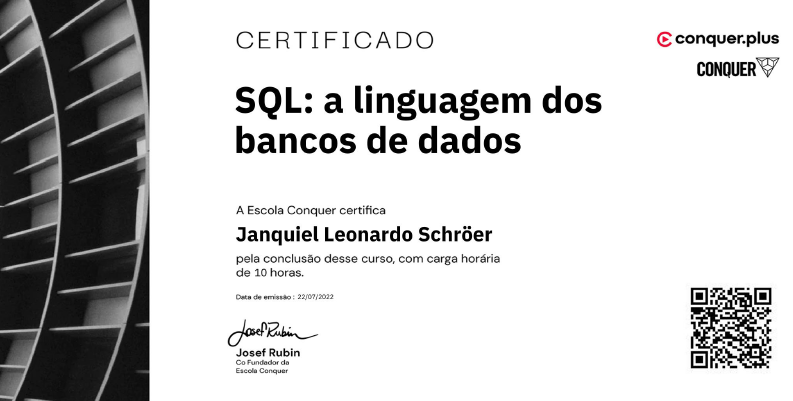 CERTIFICADO
conquer.plus
CONQUER
SQL: a linguagem dos
bancos de dados
A Escola Conquer certifica
Janquiel Leonardo Schröer
pela conclusão desse curso, com carga horária
de 10 horas.
Data de emissão : 22/07/2022
Josef Rubin
Josef Rubin
Co Fundador da
Escola Conquer